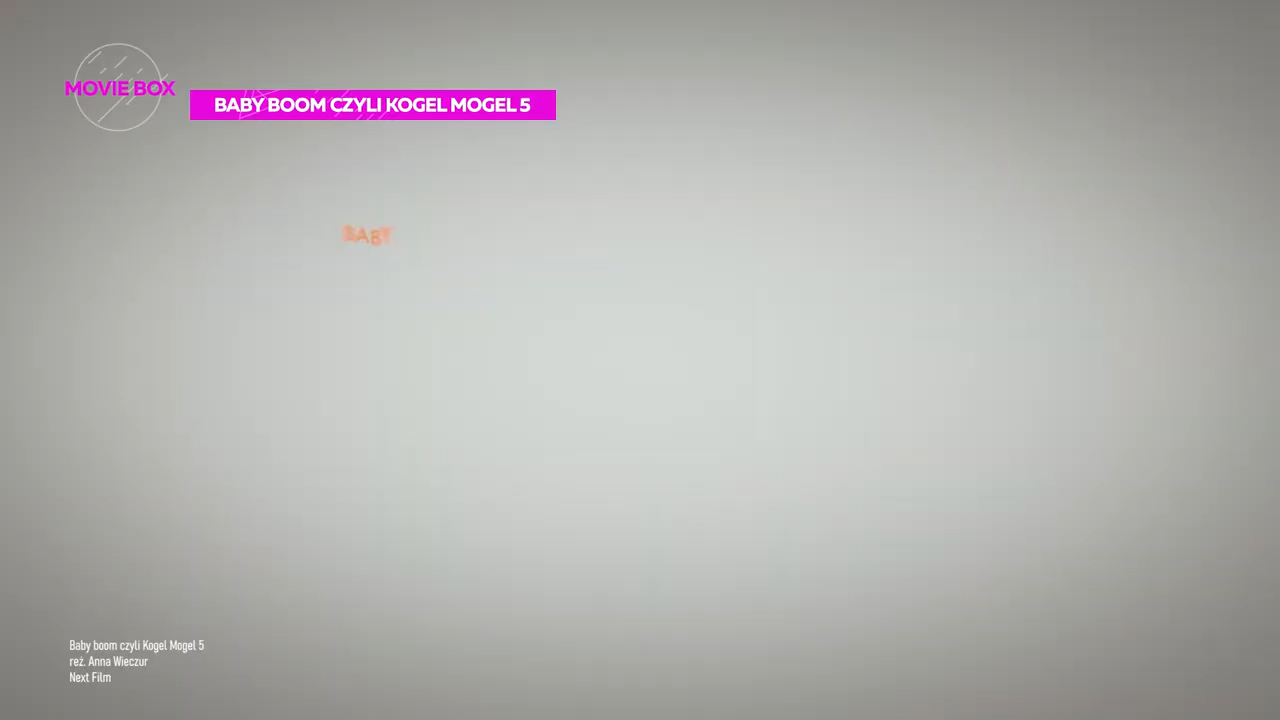 MOVIE BOX
BABY BOOM CZYLI KOGEL MOGEL 5
BABY
Baby boom czyli Kogel Mogel 5
reż. Anna Wieczur
Next Film